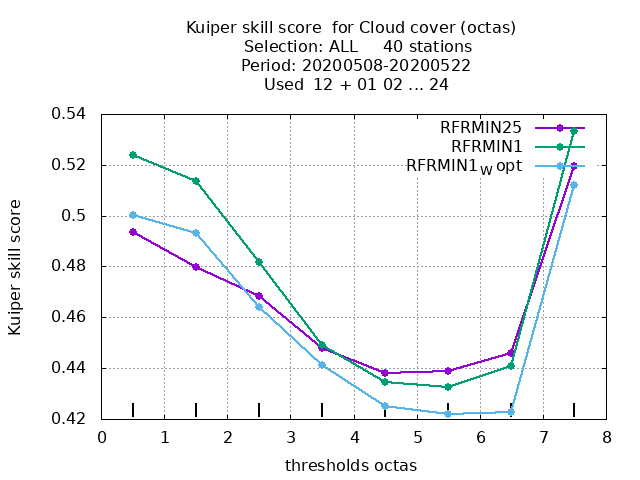 Kuiper skill score  for Cloud cover (octas)
Selection: ALL     40 stations
Period: 20200508-20200522
Used  12 + 01 02 ... 24
RFRMIN25
RFRMIN1
RFRMIN1w opt
0.54
0.52
0.5
0.48
0.46
0.44
0.42
Kuiper skill score
0 1 2 3 4 5 6 7 8
thresholds octas